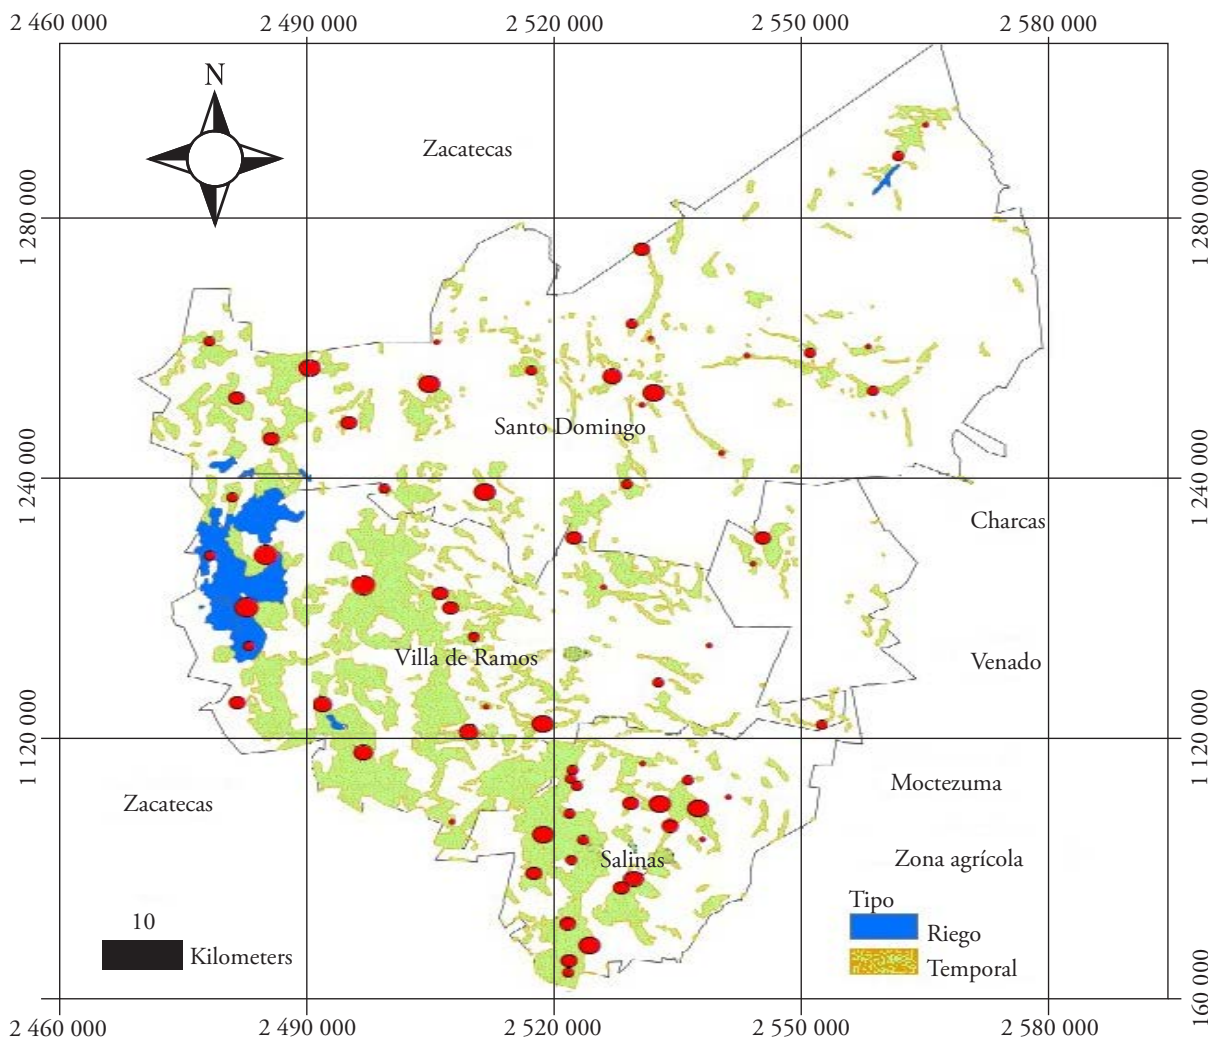 2 460 000 2 490 000 2 520 000 2 550 000 2 580 000
N
Zacatecas
1 280 000 1 280 000
Santo Domingo
1 240 000 1 240 000
Charcas
Villa de Ramos
Venado
1 120 000 1 120 000
Moctezuma
Zacatecas
Salinas
Zona agrícola
Tipo
10
Riego
Kilometers
Temporal
160 000
2 460 000 2 490 000 2 520 000 2 550 000 2 580 000